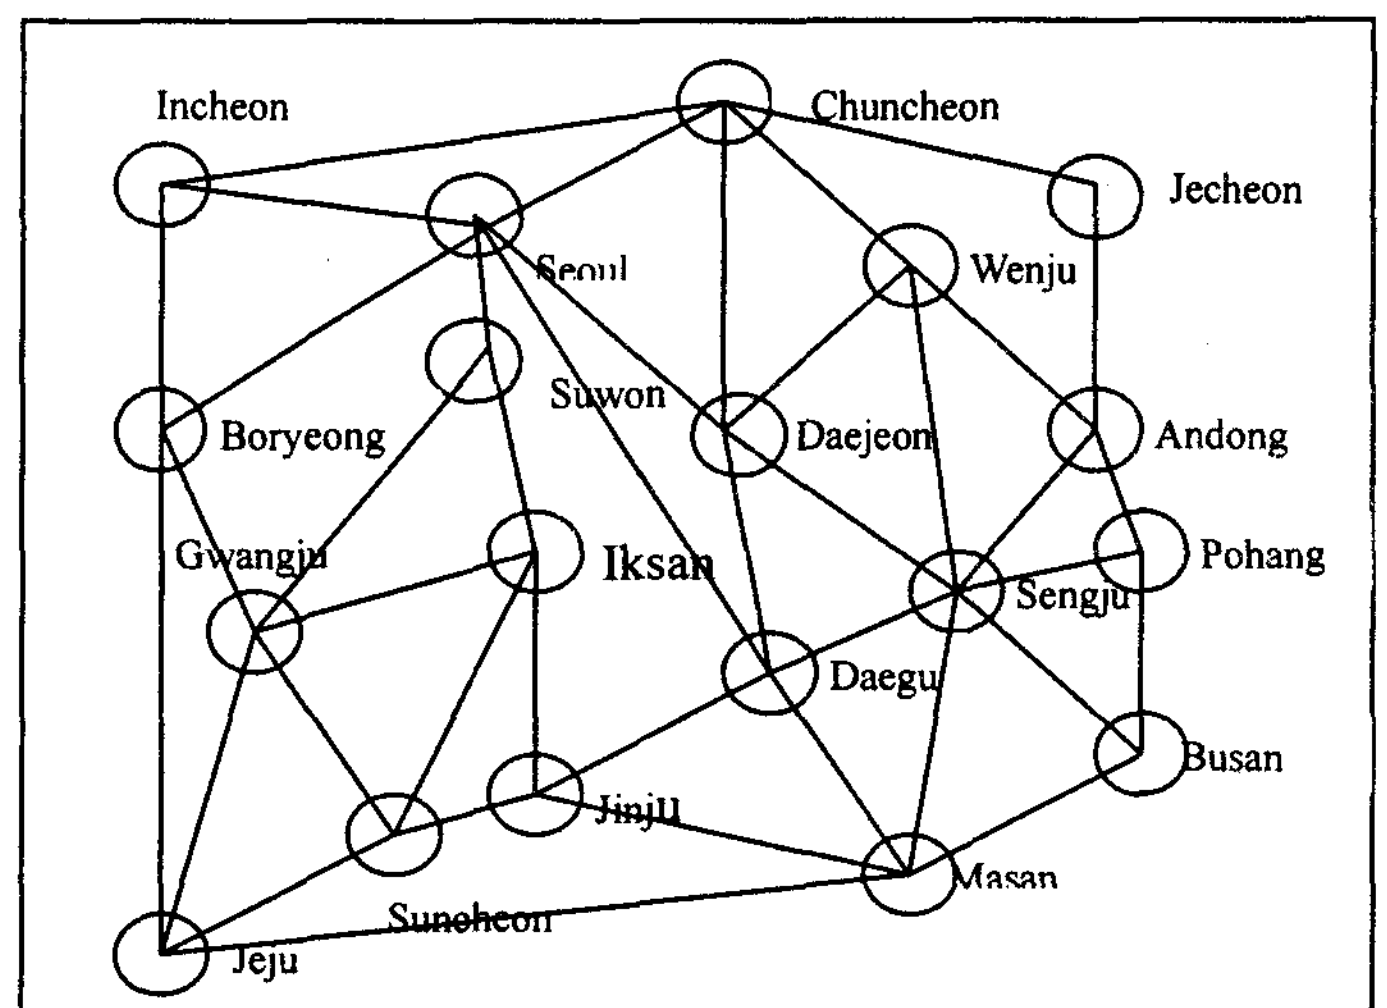 Incheon
Chuncheon
Jecheon
Seoul
Wenju
Suwon
Boryeong
Daejeon
Andong
Gwangju
Iksan
Pohang
Sengju
Daegu
Busan
Jinju
Masan
Suncheon
Jeju